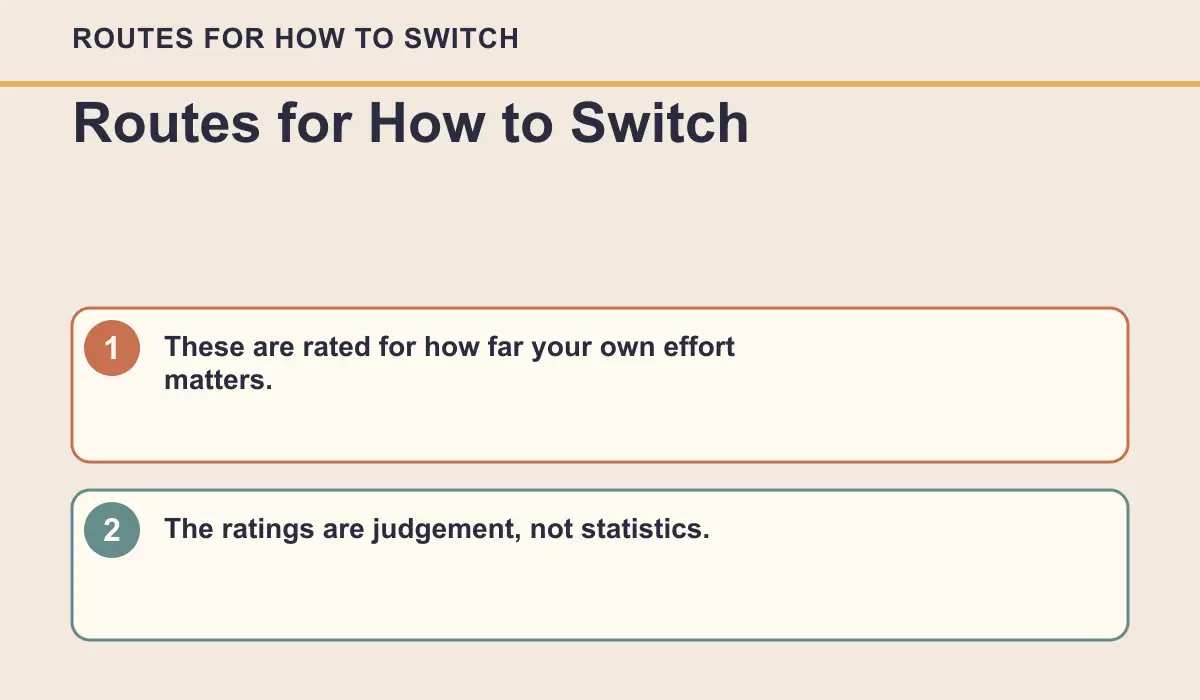 ROUTES FOR HOW TO SWITCH
Routes for How to Switch
1
These are rated for how far your own effort
matters.
2
The ratings are judgement, not statistics.